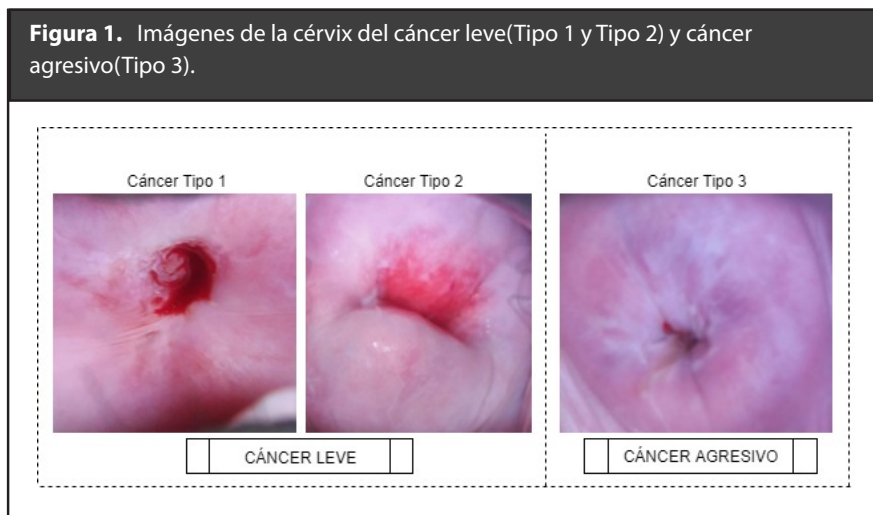 Figura 1. Imágenes de la cérvix del cáncer leve(Tipo 1 y Tipo 2) y cáncer
agresivo(Tipo 3).
Cáncer Tipo 1
Cáncer Tipo 2
Cáncer Tipo 3
CÁNCER LEVE
CÁNCER AGRESIVO